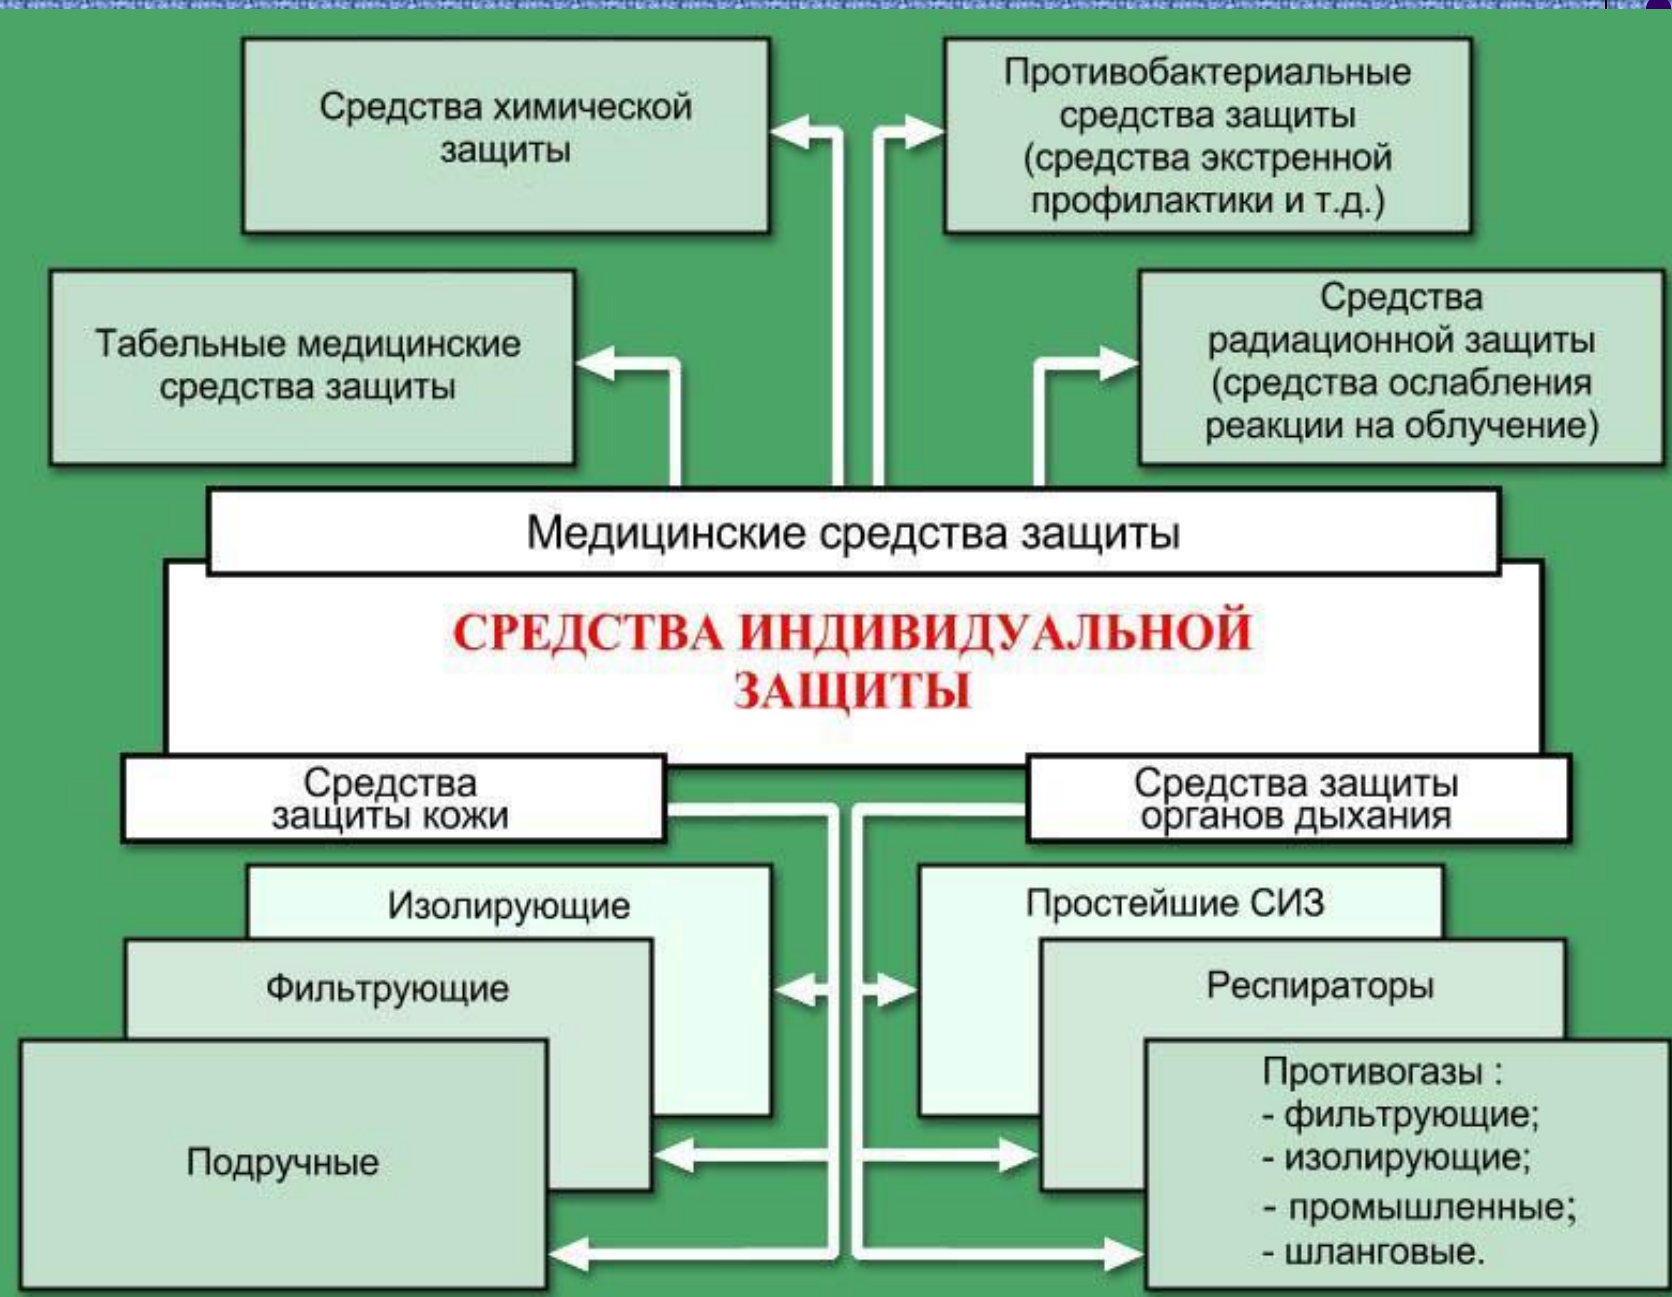 Средства химической
защиты
Противобактериальные
средства защиты
(средства экстренной
профилактики и т.д.)
Табельные медицинские
средства защиты
Средства
радиационной защиты
(средства ослабления
реакции на облучение)
Медицинские средства защиты
СРЕДСТВА ИНДИВИДУАЛЬНОЙ
ЗАЩИТЫ
Средства
защиты кожи
Средства защиты
органов дыхания
Изолирующие
Фильтрующие
Подручные
Простейшие СИЗ
Респираторы
Противогазы :
- фильтрующие;
- изолирующие;
- промышленные;
- шланговые.